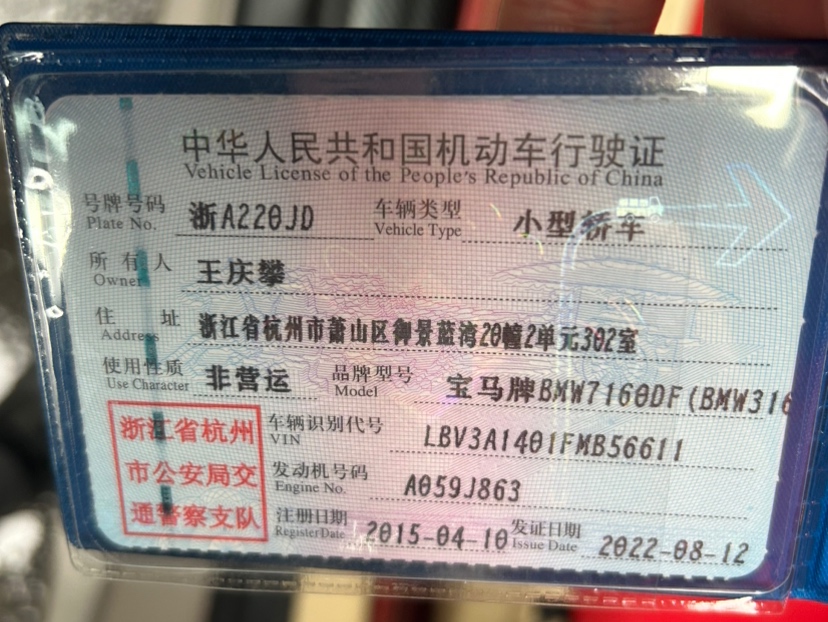 中华人民共和国机动车行驶证
Vehicle License of the People's Republic of China
号牌号码 浙A220JD 车辆类型 小型轿车
Plate No. Vehicle Type
所有人 王庆攀
Owner
住址 浙江省杭州市萧山区御景蓝湾20幢2单元302室
Address
使用性质 非营运 品牌型号 宝马牌BMW7160DF(BMW316
Use Character Model
浙江省杭州 车辆识别代号 LBV3A1401FMB56611
VIN
市公安局交 发动机号码 A059J863
Engine No.
通警察支队 注册日期 2015-04-10 发证日期 2022-08-12
Register Date Issue Date